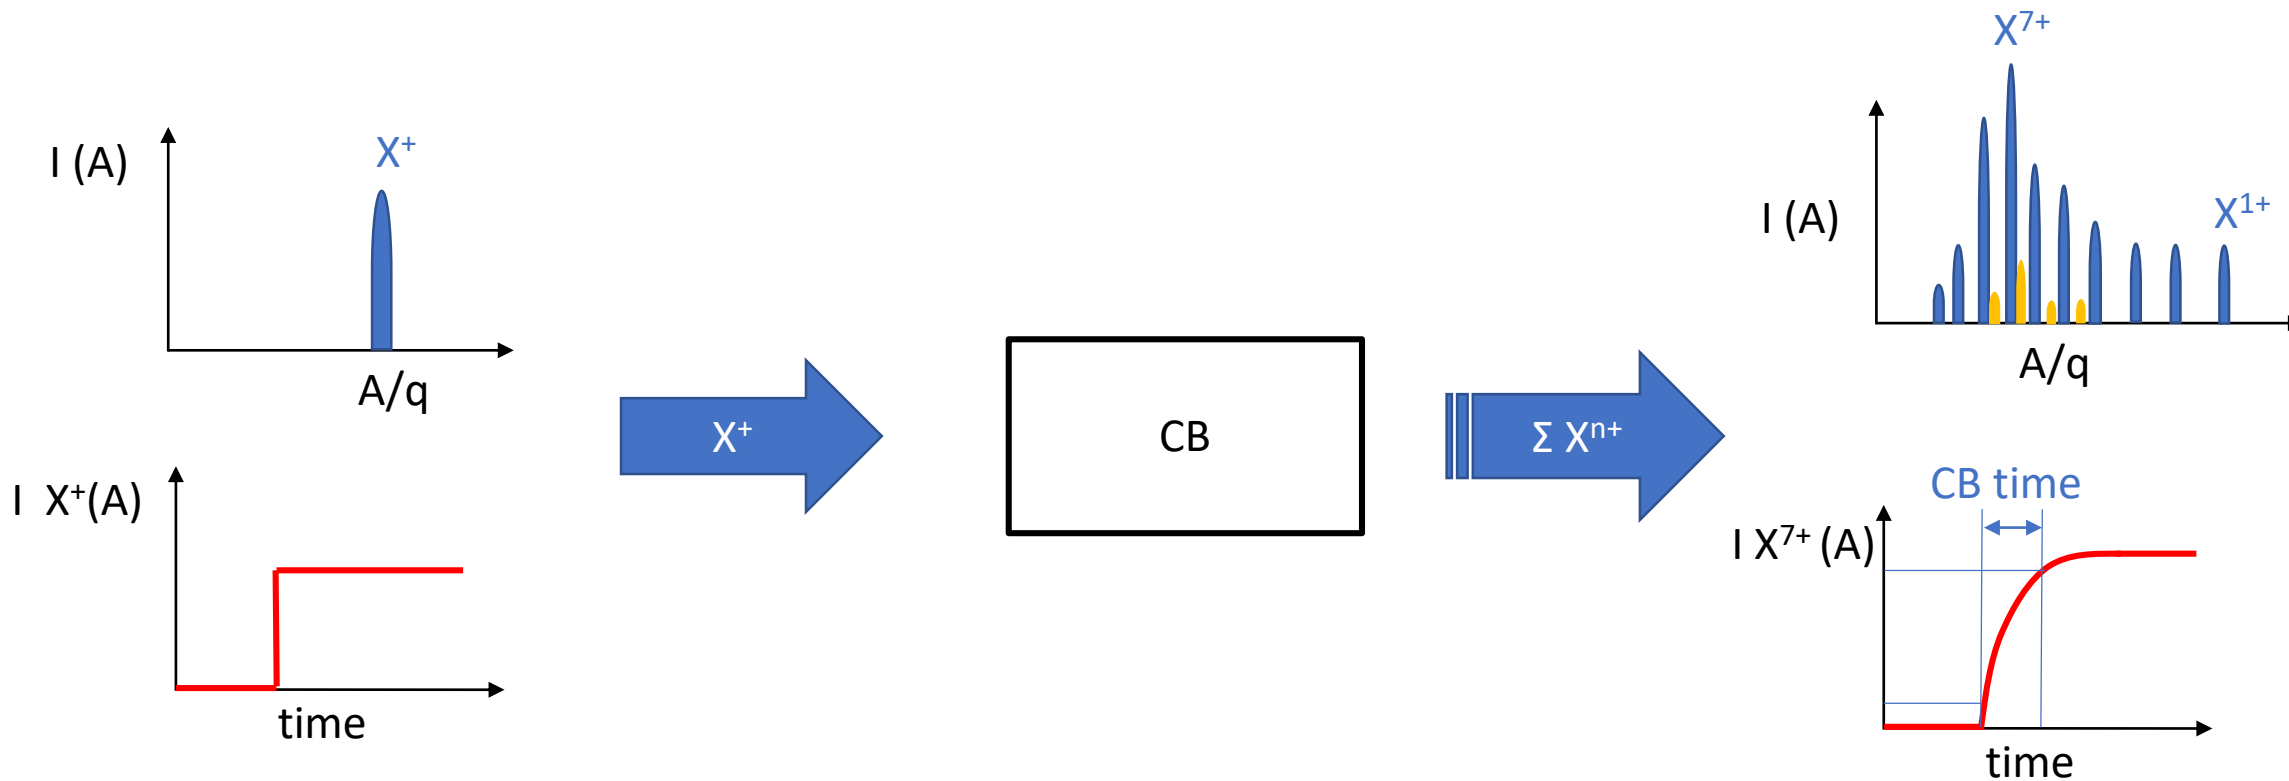 I (A)
X⁺
A/q
I X⁺(A)
time
X⁺
CB
Σ Xⁿ⁺
X⁷⁺
I (A)
X¹⁺
A/q
CB time
I X⁷⁺ (A)
time